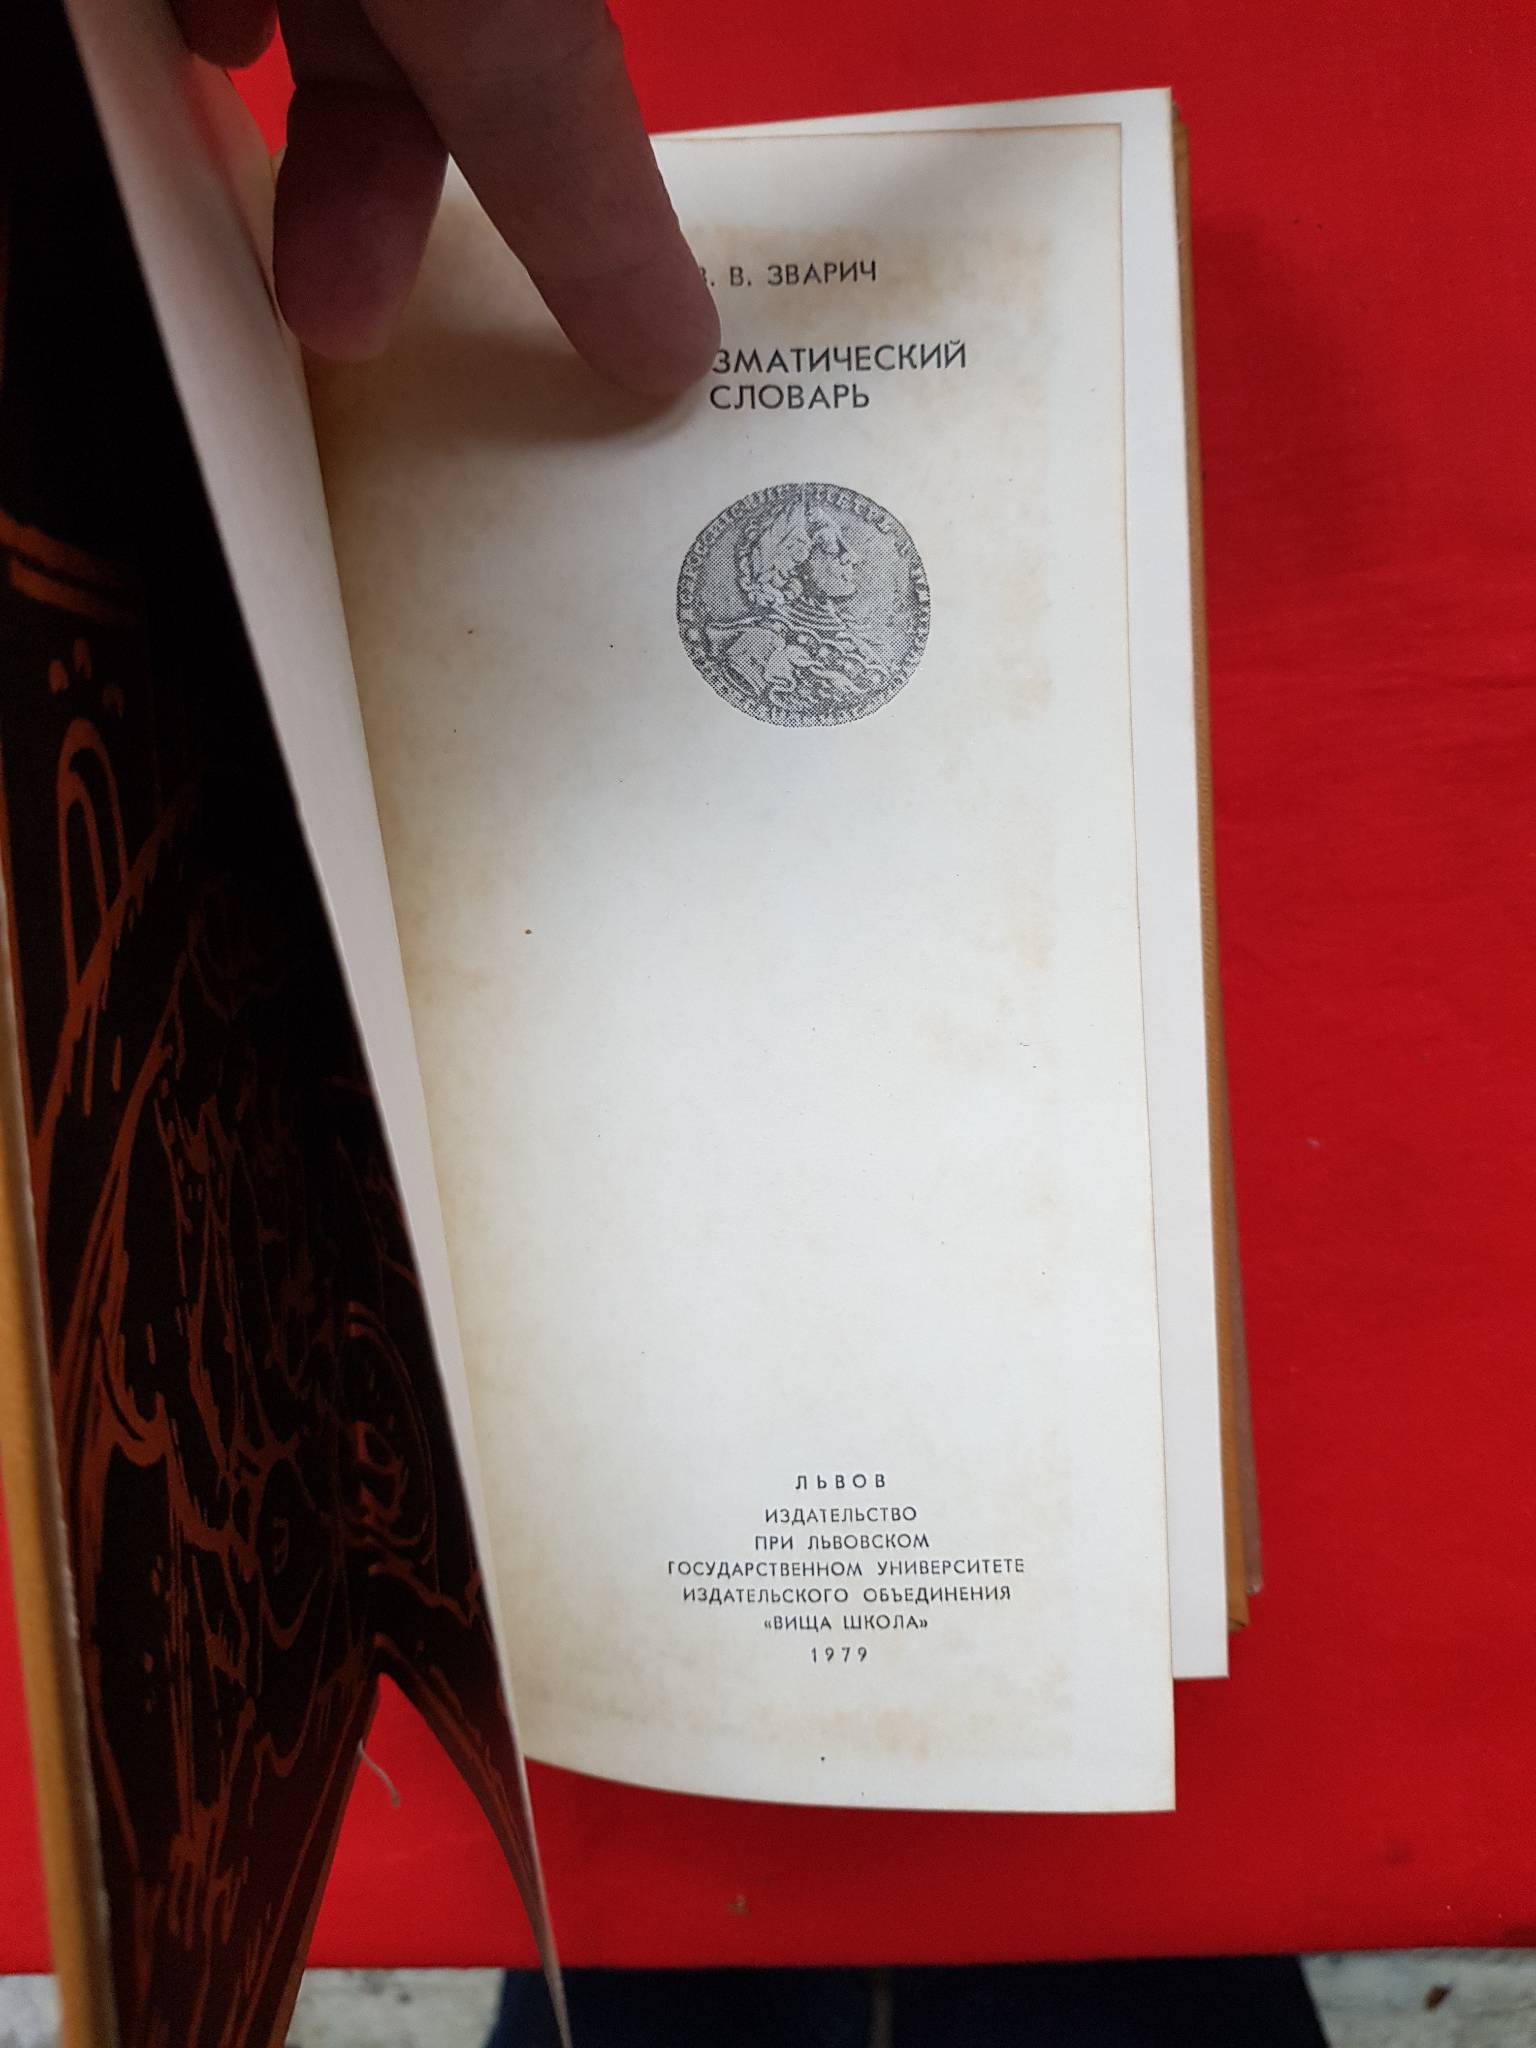 В. В. ЗВАРИЧ
ЗМАТИЧЕСКИЙ
СЛОВАРЬ
ЛЬВОВ
ИЗДАТЕЛЬСТВО
ПРИ ЛЬВОВСКОМ
ГОСУДАРСТВЕННОМ УНИВЕРСИТЕТЕ
ИЗДАТЕЛЬСКОГО ОБЪЕДИНЕНИЯ
«ВИЩА ШКОЛА»
1979